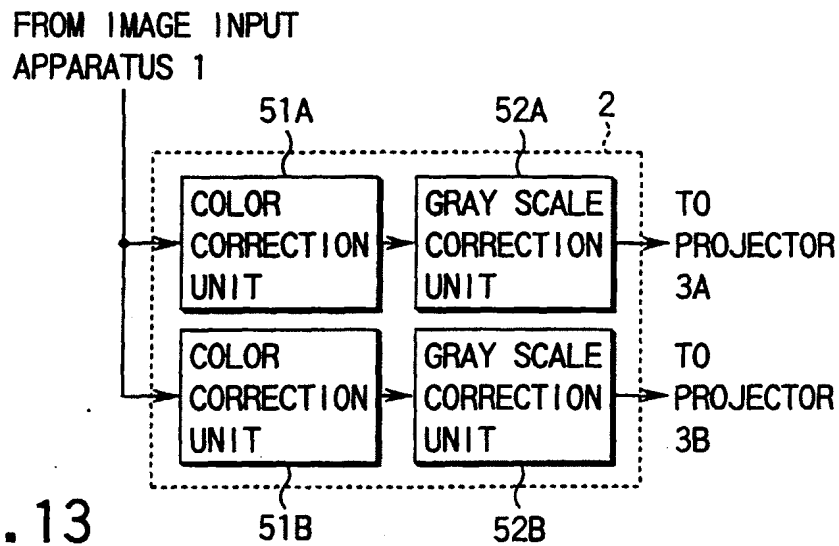 FROM IMAGE INPUT
APPARATUS 1
51A
52A
2
COLOR
CORRECTION
UNIT
GRAY SCALE
CORRECTION
UNIT
TO
PROJECTOR
3A
COLOR
CORRECTION
UNIT
GRAY SCALE
CORRECTION
UNIT
TO
PROJECTOR
3B
51B
52B
. 13